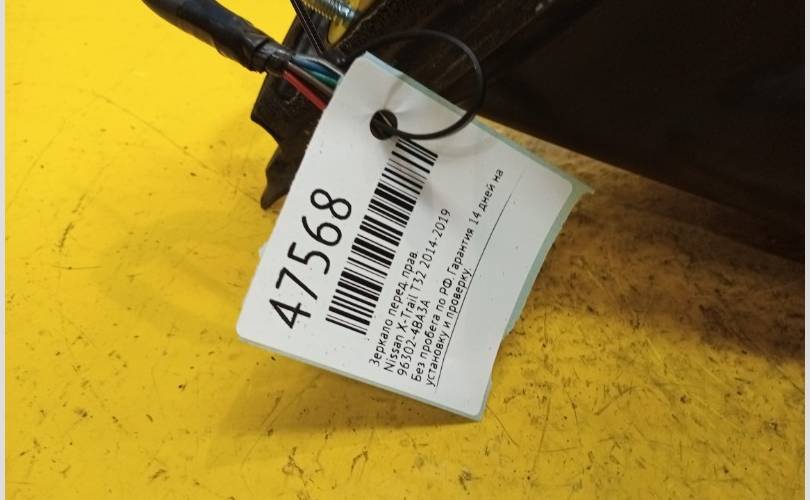 47568
Зеркало перед. прав.
Nissan X-Trail T32 2014-2019
96302-4BA3A
Без пробега по РФ. Гарантия 14 дней на
установку и проверку.